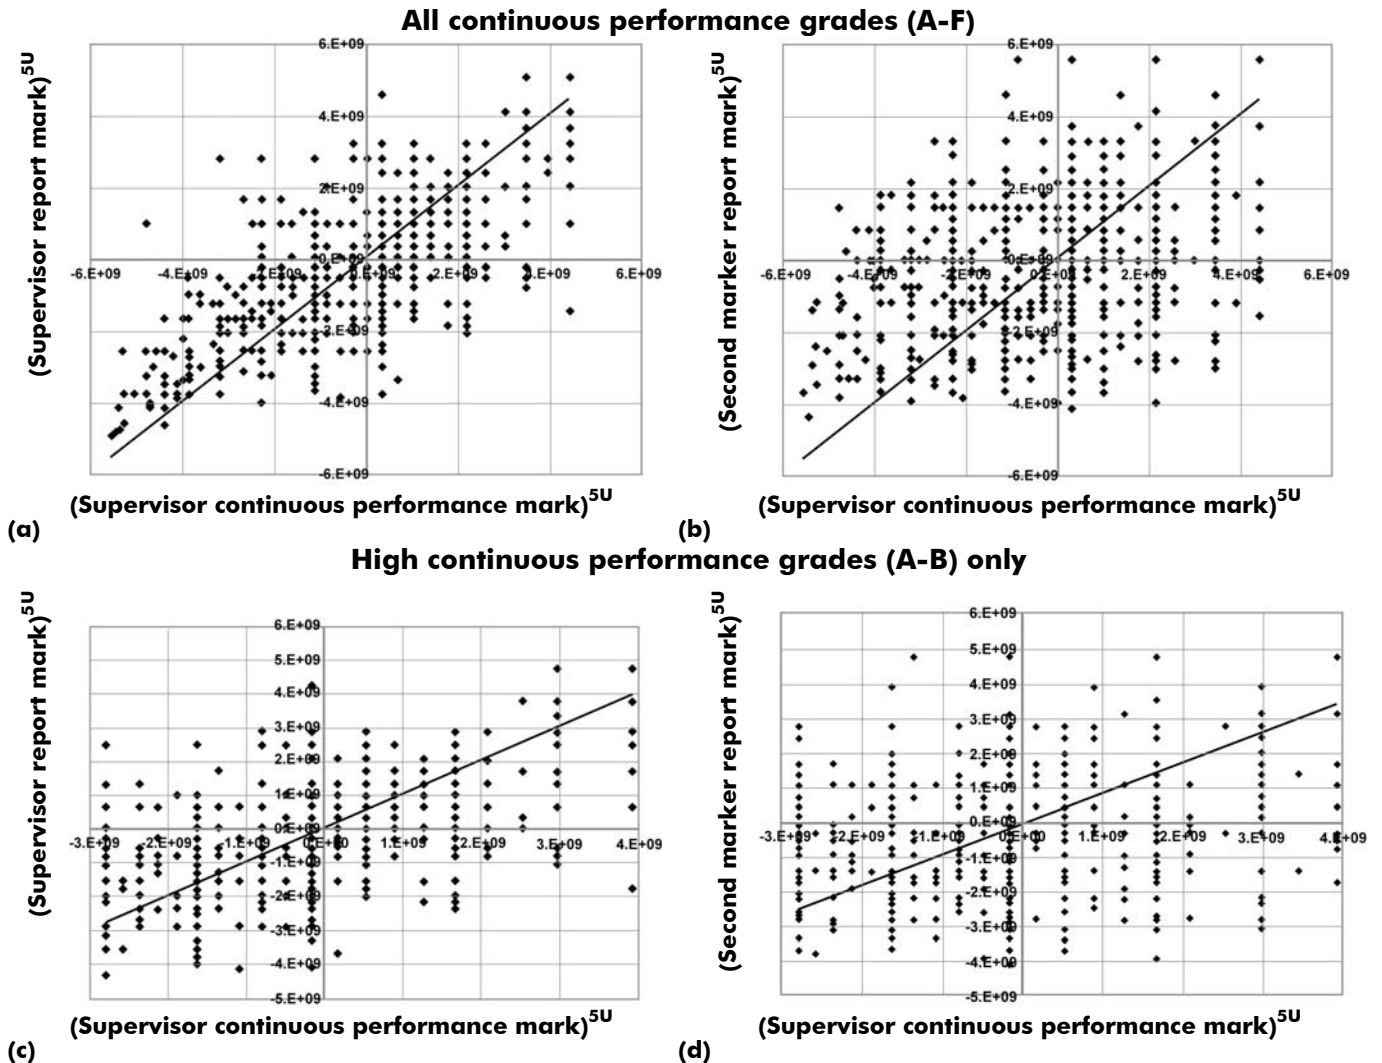 All continuous performance grades (A-F)
(Supervisor report mark)5U
6.E+09
4.E+09
2.E+09
0.E+09
-2.E+09
-4.E+09
-6.E+09
-6.E+09 -4.E+09 -2.E+09 0.E+00 2.E+09 4.E+09 6.E+09
(Supervisor continuous performance mark)5U
(a)
(Second marker report mark)5U
6.E+09
4.E+09
2.E+09
0.E+09
-2.E+09
-4.E+09
-6.E+09
-6.E+09 -4.E+09 -2.E+09 0.E+00 2.E+09 4.E+09 6.E+09
(Supervisor continuous performance mark)5U
(b)
High continuous performance grades (A-B) only
(Supervisor report mark)5U
6.E+09
5.E+09
4.E+09
3.E+09
2.E+09
1.E+09
0.E+09
-1.E+09
-2.E+09
-3.E+09
-4.E+09
-5.E+09
-3.E+09 -2.E+09 -1.E+09 0.E+00 1.E+09 2.E+09 3.E+09 4.E+09
(Supervisor continuous performance mark)5U
(c)
(Second marker report mark)5U
6.E+09
5.E+09
4.E+09
3.E+09
2.E+09
1.E+09
0.E+09
-1.E+09
-2.E+09
-3.E+09
-4.E+09
-5.E+09
-3.E+09 -2.E+09 -1.E+09 0.E+00 1.E+09 2.E+09 3.E+09 4.E+09
(Supervisor continuous performance mark)5U
(d)